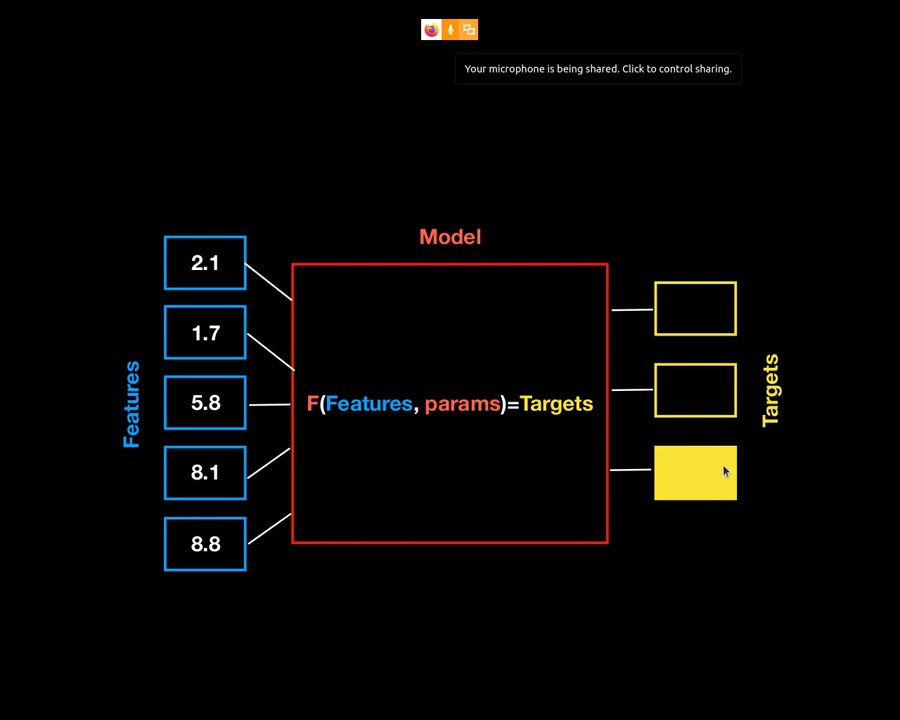 Your microphone is being shared. Click to control sharing.
Model
Features
2.1
1.7
5.8
8.1
8.8
F(Features, params)=Targets
Targets